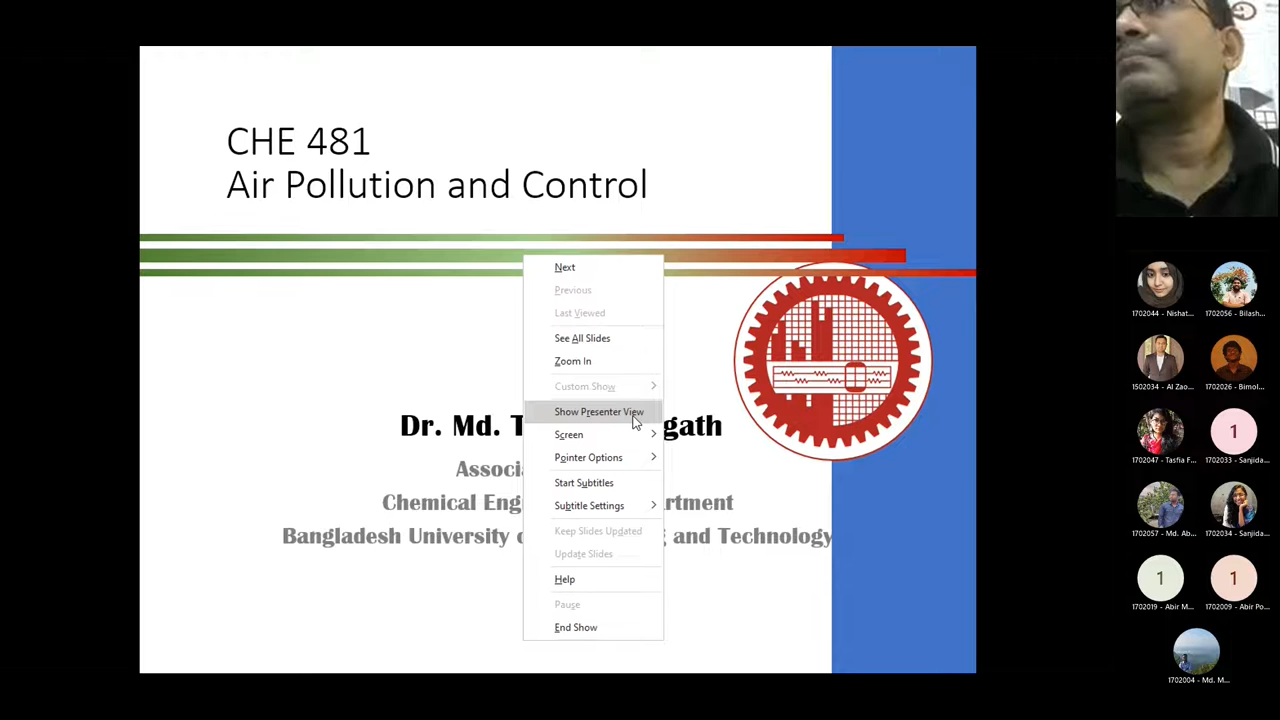 CHE 481
Air Pollution and Control
Next
Previous
Last Viewed
See All Slides
Zoom In
Custom Show
Show Presenter View
Screen
Pointer Options
Start Subtitles
Subtitle Settings
Keep Slides Updated
Update Slides
Help
Pause
End Show
Dr. Md. T gath
Associa
Chemical Eng rtment
Bangladesh University o g and Technology
1702044 - Nishat...
1702056 - Bilash...
1502034 - Al Zao...
1702026 - Bimol...
1702047 - Tasfia F...
1
1702033 - Sanjida...
1702057 - Md. Ab...
1702034 - Sanjida...
1
1702019 - Abir M...
1
1702009 - Abir Po...
1702004 - Md. M...